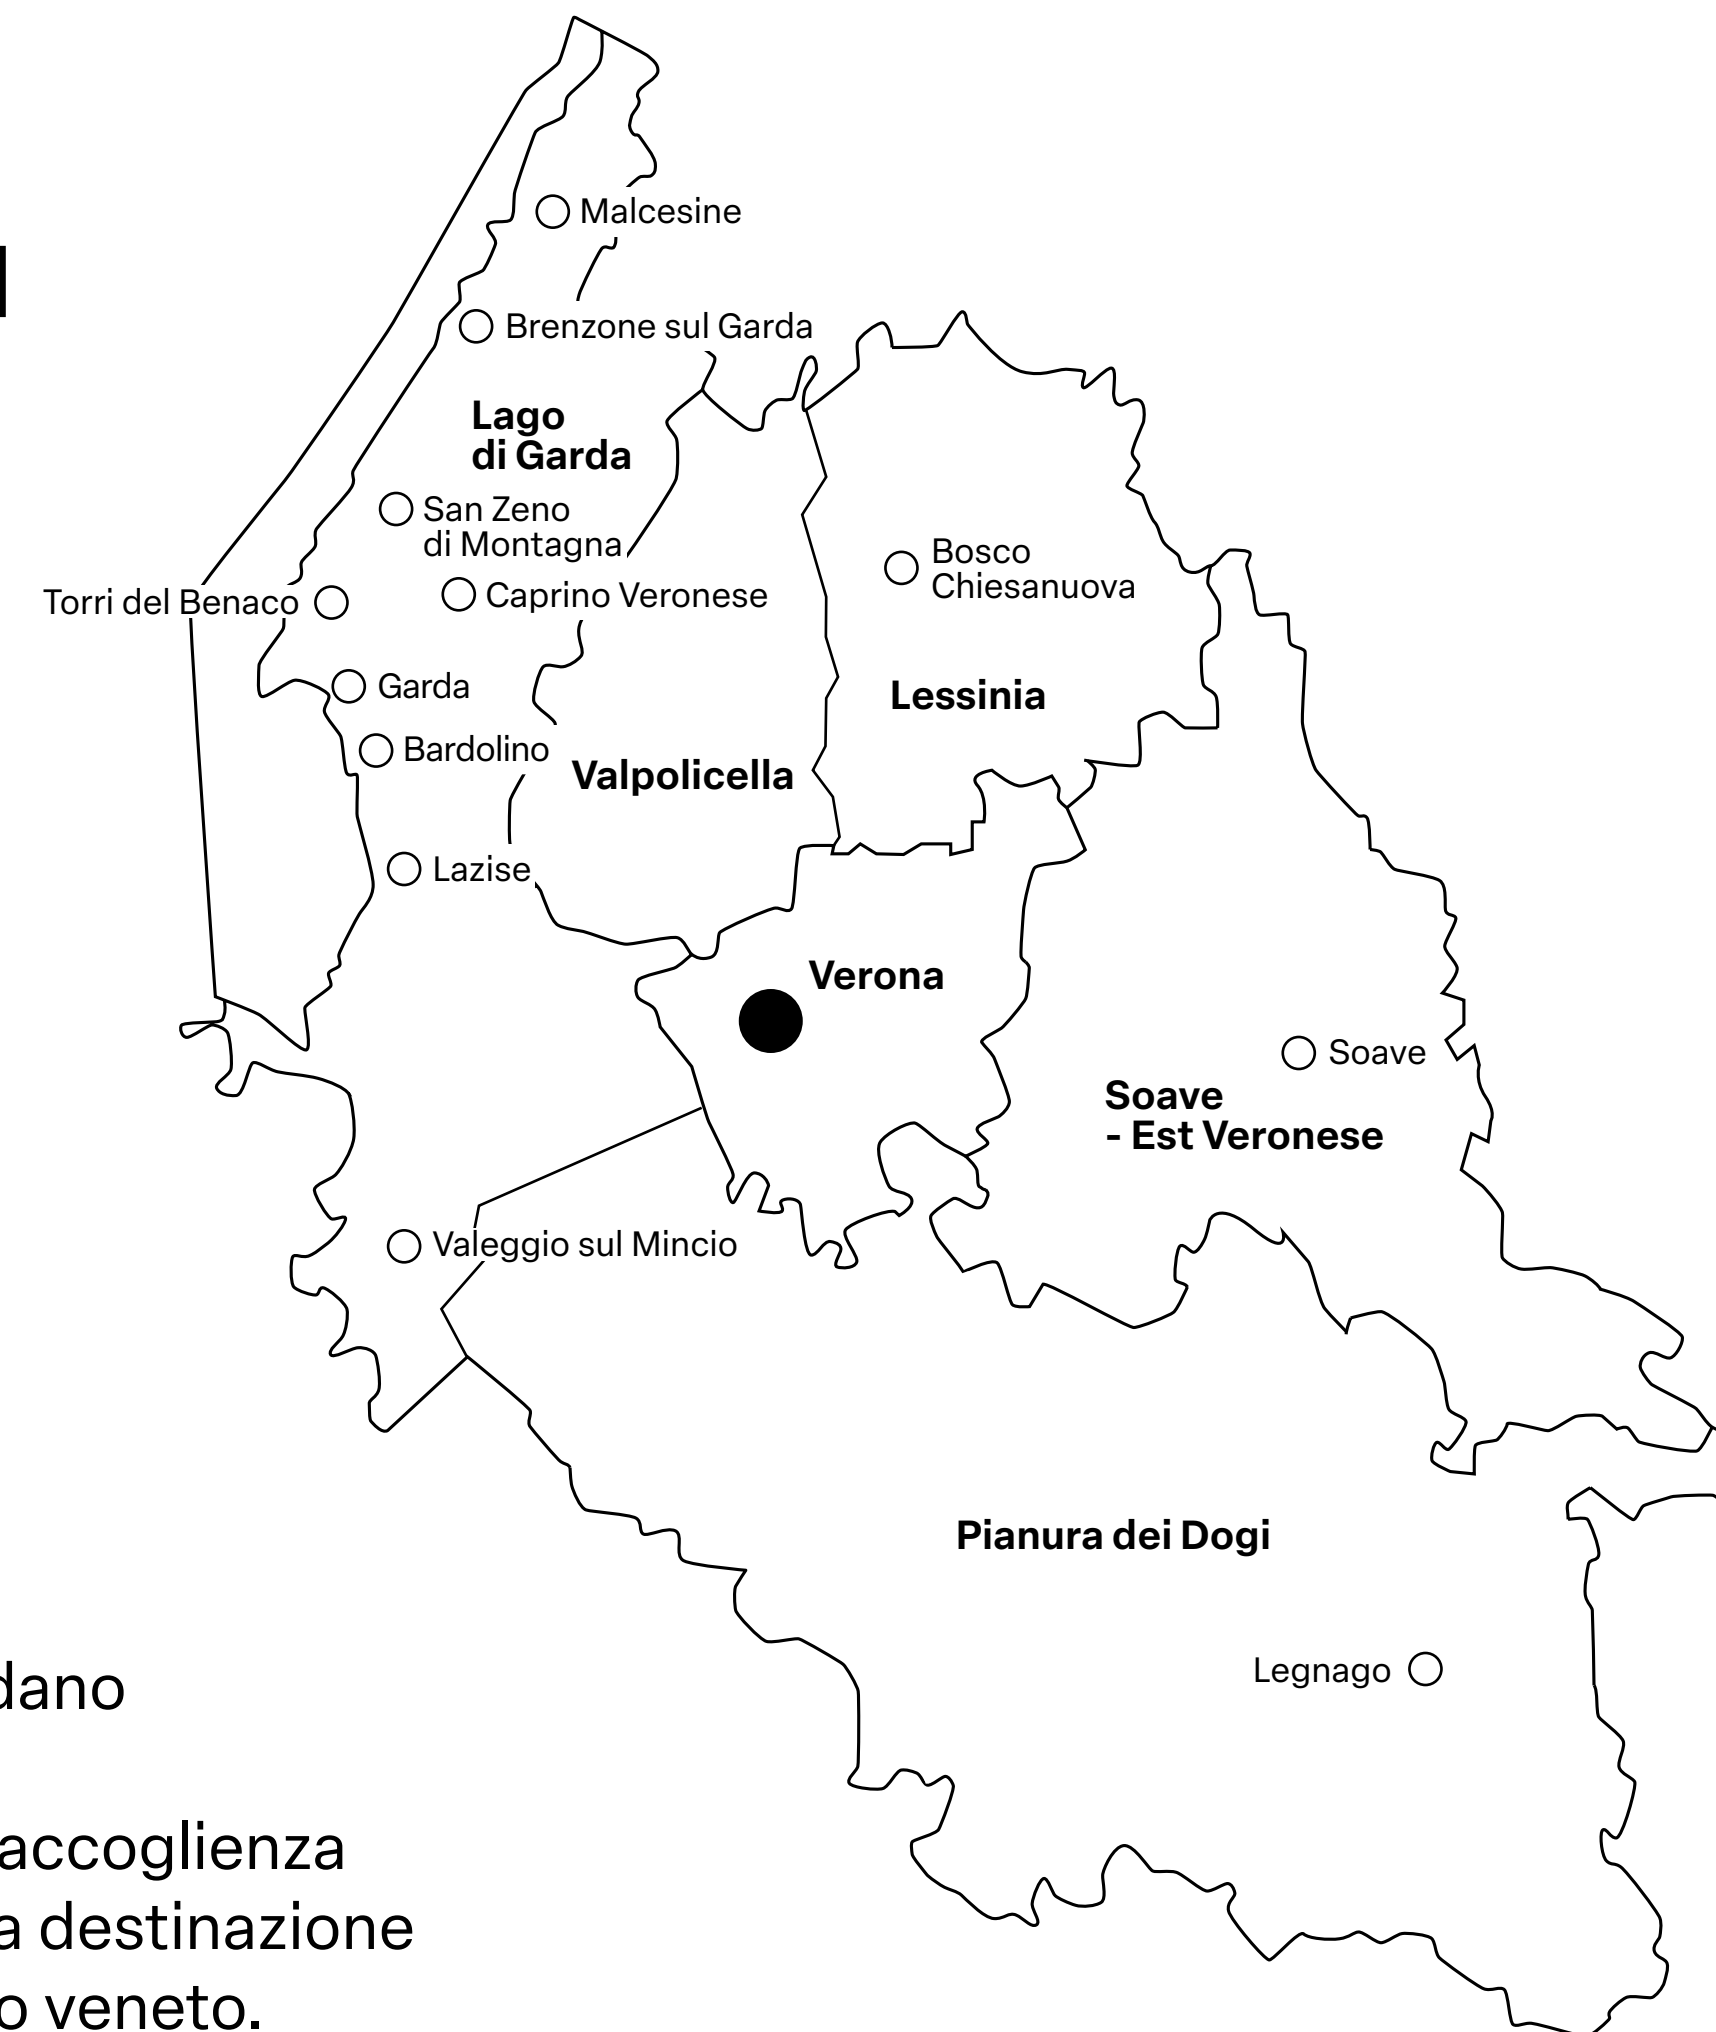 Malcesine
Brenzone sul Garda
Lago
di Garda
San Zeno
di Montagna
Bosco
Chiesanuova
Torri del Benaco
Caprino Veronese
Garda
Lessinia
Bardolino
Valpolicella
Lazise
Verona
Soave
Soave
- Est Veronese
Valeggio sul Mincio
Pianura dei Dogi
Legnago
dano
accoglienza
a destinazione
o veneto.